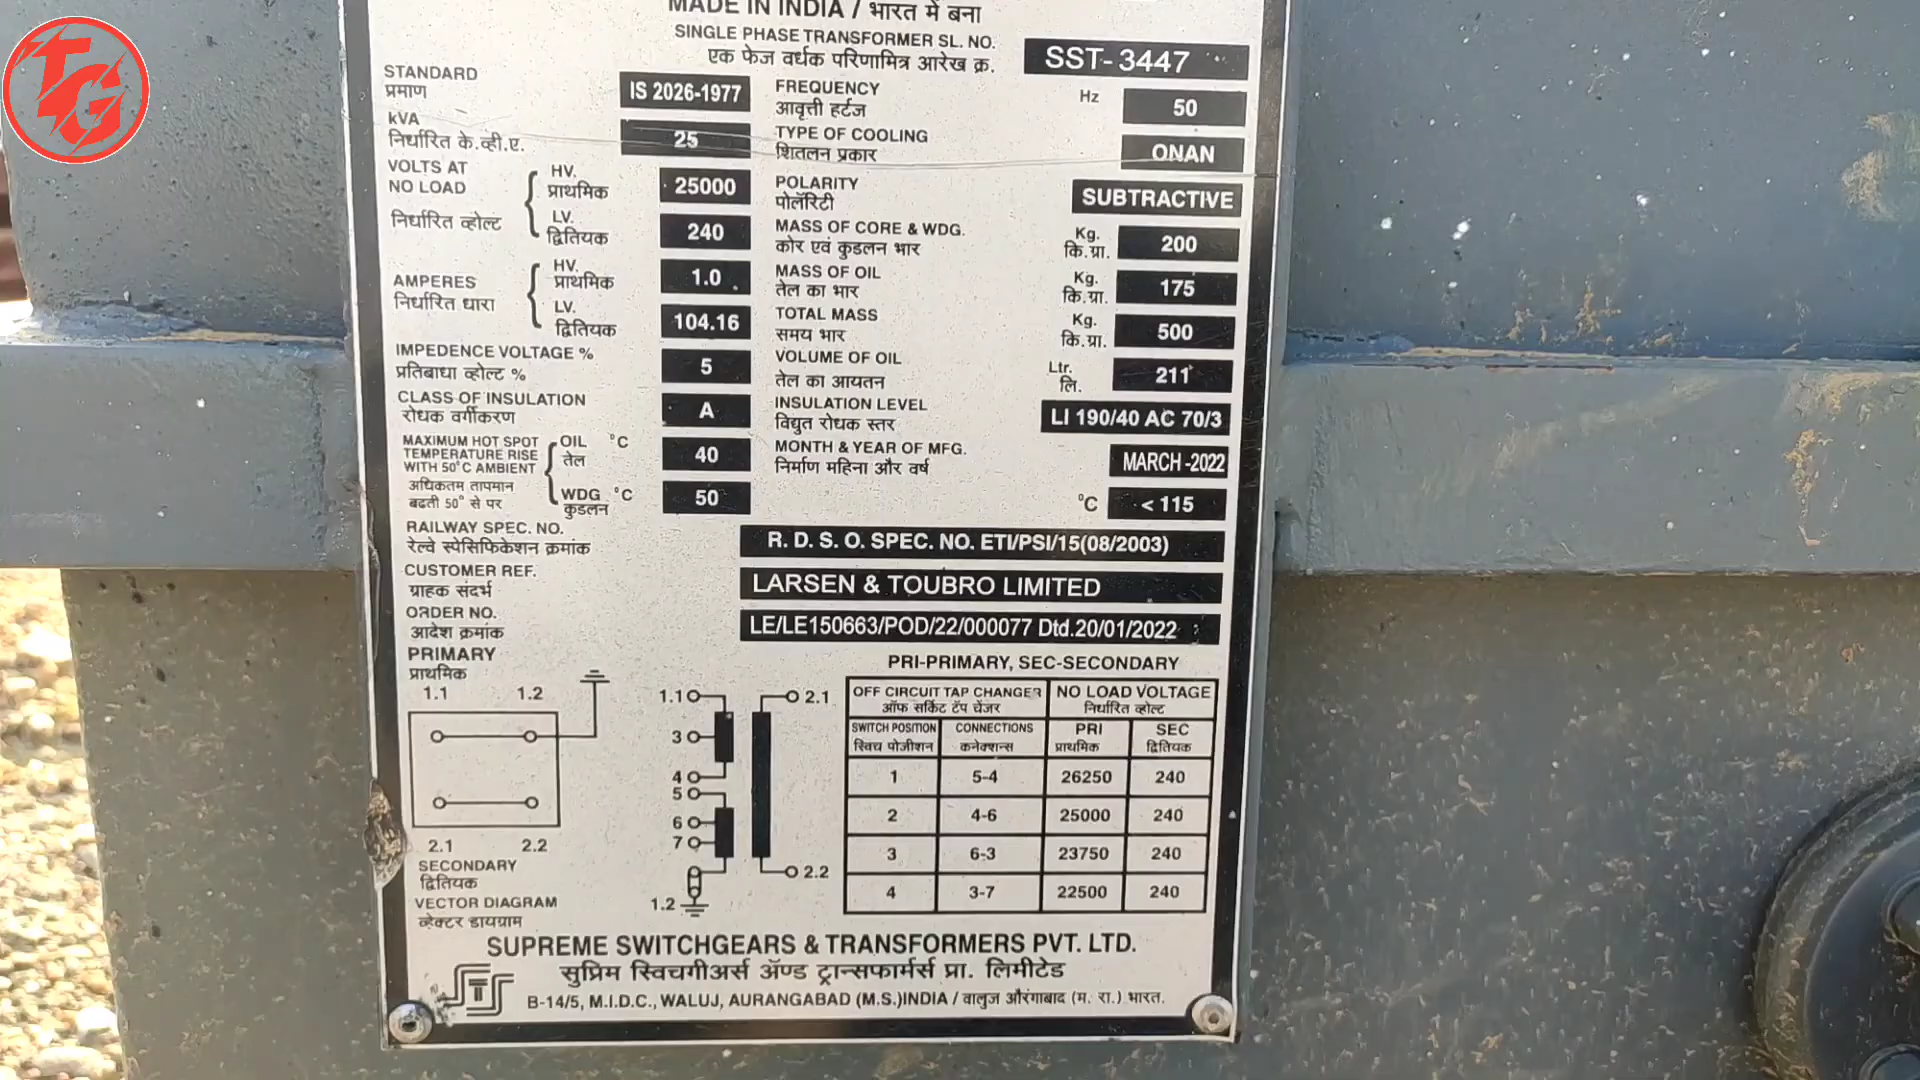 TG
MADE IN INDIA / भारत में बना
SINGLE PHASE TRANSFORMER SL. NO. SST-3447
एक फेज वर्धक परिणामित्र आरेख क्र.
STANDARD IS 2026-1977
प्रमाण
kVA 25
निर्धारित के.व्ही.ए.
VOLTS AT NO LOAD HV. 25000
निर्धारित व्होल्ट प्राथमिक
LV. 240
द्वितियक
AMPERES HV. 1.0
निर्धारित धारा प्राथमिक
LV. 104.16
द्वितियक
IMPEDENCE VOLTAGE % 5
प्रतिबाधा व्होल्ट %
CLASS OF INSULATION A
रोधक वर्गीकरण
MAXIMUM HOT SPOT OIL °C 40
TEMPERATURE RISE तेल
WITH 50°C AMBIENT
अधिकतम तापमान WDG °C 50
बढती 50° से पर कुडलन
FREQUENCY Hz 50
आवृत्ती हर्टज
TYPE OF COOLING ONAN
शितलन प्रकार
POLARITY SUBTRACTIVE
पोलॅरिटी
MASS OF CORE & WDG. Kg. 200
कोर एवं कुडलन भार कि.ग्रा.
MASS OF OIL Kg. 175
तेल का भार कि.ग्रा.
TOTAL MASS Kg. 500
समय भार कि.ग्रा.
VOLUME OF OIL Ltr. 211
तेल का आयतन लि.
INSULATION LEVEL LI 190/40 AC 70/3
विद्युत रोधक स्तर
MONTH & YEAR OF MFG. MARCH-2022
निर्माण महिना और वर्ष
°C < 115
RAILWAY SPEC. NO. R. D. S. O. SPEC. NO. ETI/PSI/15(08/2003)
रेल्वे स्पेसिफिकेशन क्रमांक
CUSTOMER REF. LARSEN & TOUBRO LIMITED
ग्राहक संदर्भ
ORDER NO. LE/LE150663/POD/22/000077 Dtd.20/01/2022
आदेश क्रमांक
PRIMARY
प्राथमिक
1.1 1.2
2.1 2.2
SECONDARY
द्वितियक
VECTOR DIAGRAM
व्हेक्टर डायग्राम
1.1 2.1
3
4
5
6
7
2.2
1.2
PRI-PRIMARY, SEC-SECONDARY
OFF CIRCUIT TAP CHANGER NO LOAD VOLTAGE
ऑफ सर्किट टॅप चेंजर निर्धारित व्होल्ट
SWITCH POSITION CONNECTIONS PRI SEC
स्विच पोजीशन कनेक्शन्स प्राथमिक द्वितियक
1 5-4 26250 240
2 4-6 25000 240
3 6-3 23750 240
4 3-7 22500 240
SUPREME SWITCHGEARS & TRANSFORMERS PVT. LTD.
सुप्रिम स्विचगीअर्स ॲण्ड ट्रान्सफार्मर्स प्रा. लिमीटेड
B-14/5, M.I.D.C., WALUJ, AURANGABAD (M.S.)INDIA / वालुज औरंगाबाद (म. रा.) भारत.